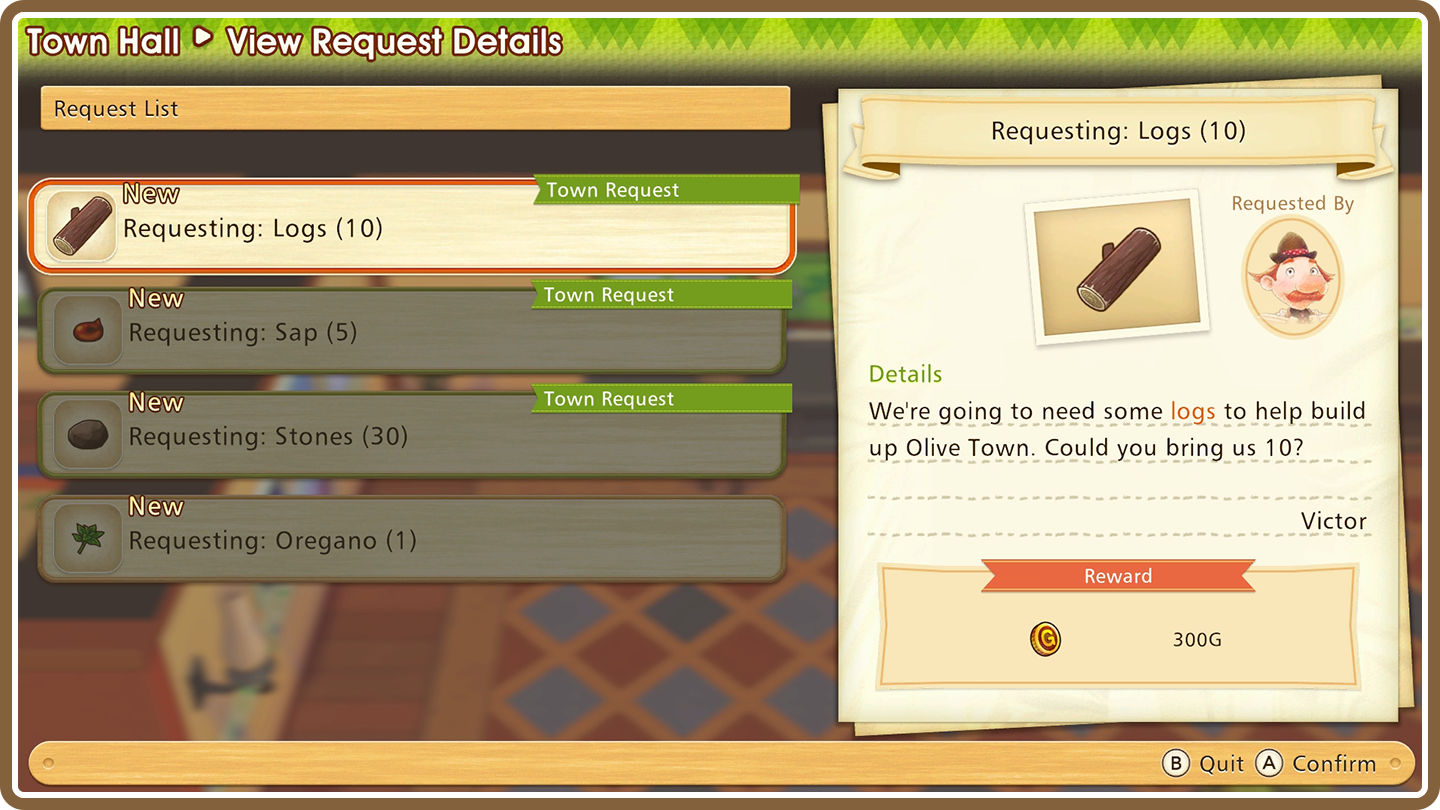 Town Hall ▶ View Request Details
Request List
New
Town Request
Requesting: Logs (10)
New
Town Request
Requesting: Sap (5)
New
Town Request
Requesting: Stones (30)
New
Requesting: Oregano (1)
Requesting: Logs (10)
Requested By
Details
We're going to need some logs to help build
up Olive Town. Could you bring us 10?
Victor
Reward
G
300G
B Quit A Confirm